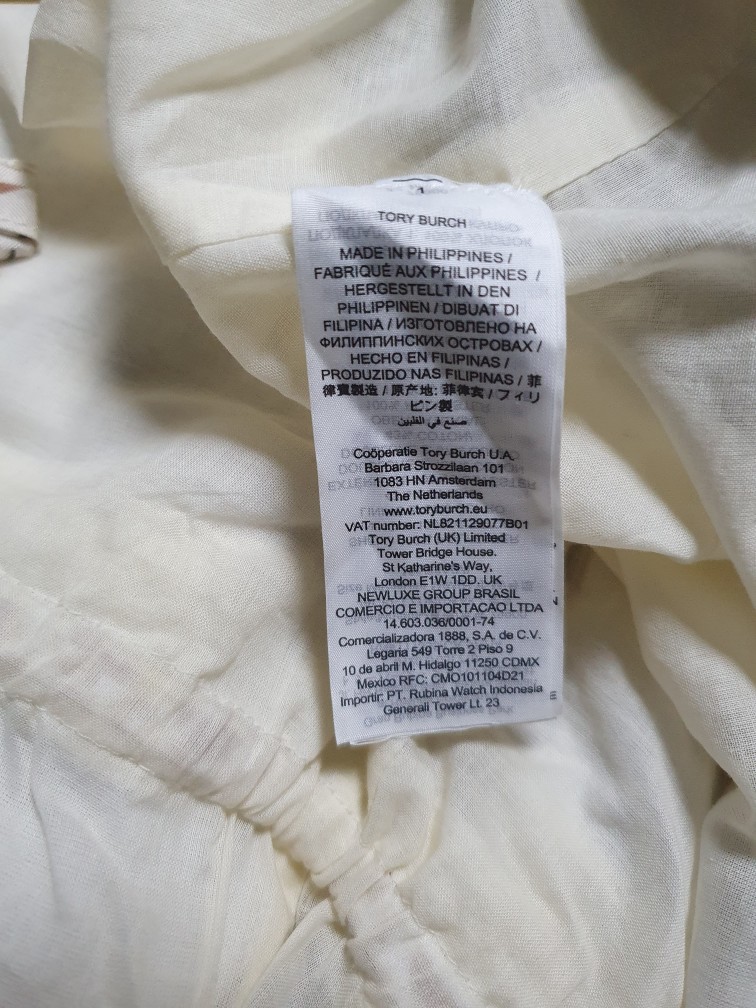 TORY BURCH
MADE IN PHILIPPINES /
FABRIQUÉ AUX PHILIPPINES /
HERGESTELLT IN DEN
PHILIPPINEN / DIBUAT DI
FILIPINA / ИЗГОТОВЛЕНО НА
ФИЛИППИНСКИХ ОСТРОВАХ /
HECHO EN FILIPINAS /
PRODUZIDO NAS FILIPINAS / 菲
律賓製造 / 原产地: 菲律宾 / フィリ
ピン製
صنع في الفلبين
Coöperatie Tory Burch U.A.
Barbara Strozzilaan 101
1083 HN Amsterdam
The Netherlands
www.toryburch.eu
VAT number: NL821129077B01
Tory Burch (UK) Limited
Tower Bridge House.
St Katharine's Way,
London E1W 1DD. UK
NEWLUXE GROUP BRASIL
COMERCIO E IMPORTACAO LTDA
14.603.036/0001-74
Comercializadora 1888, S.A. de C.V.
Legaria 549 Torre 2 Piso 9
10 de abril M. Hidalgo 11250 CDMX
Mexico RFC: CMO101104D21
Importir: PT. Rubina Watch Indonesia
Generali Tower Lt. 23